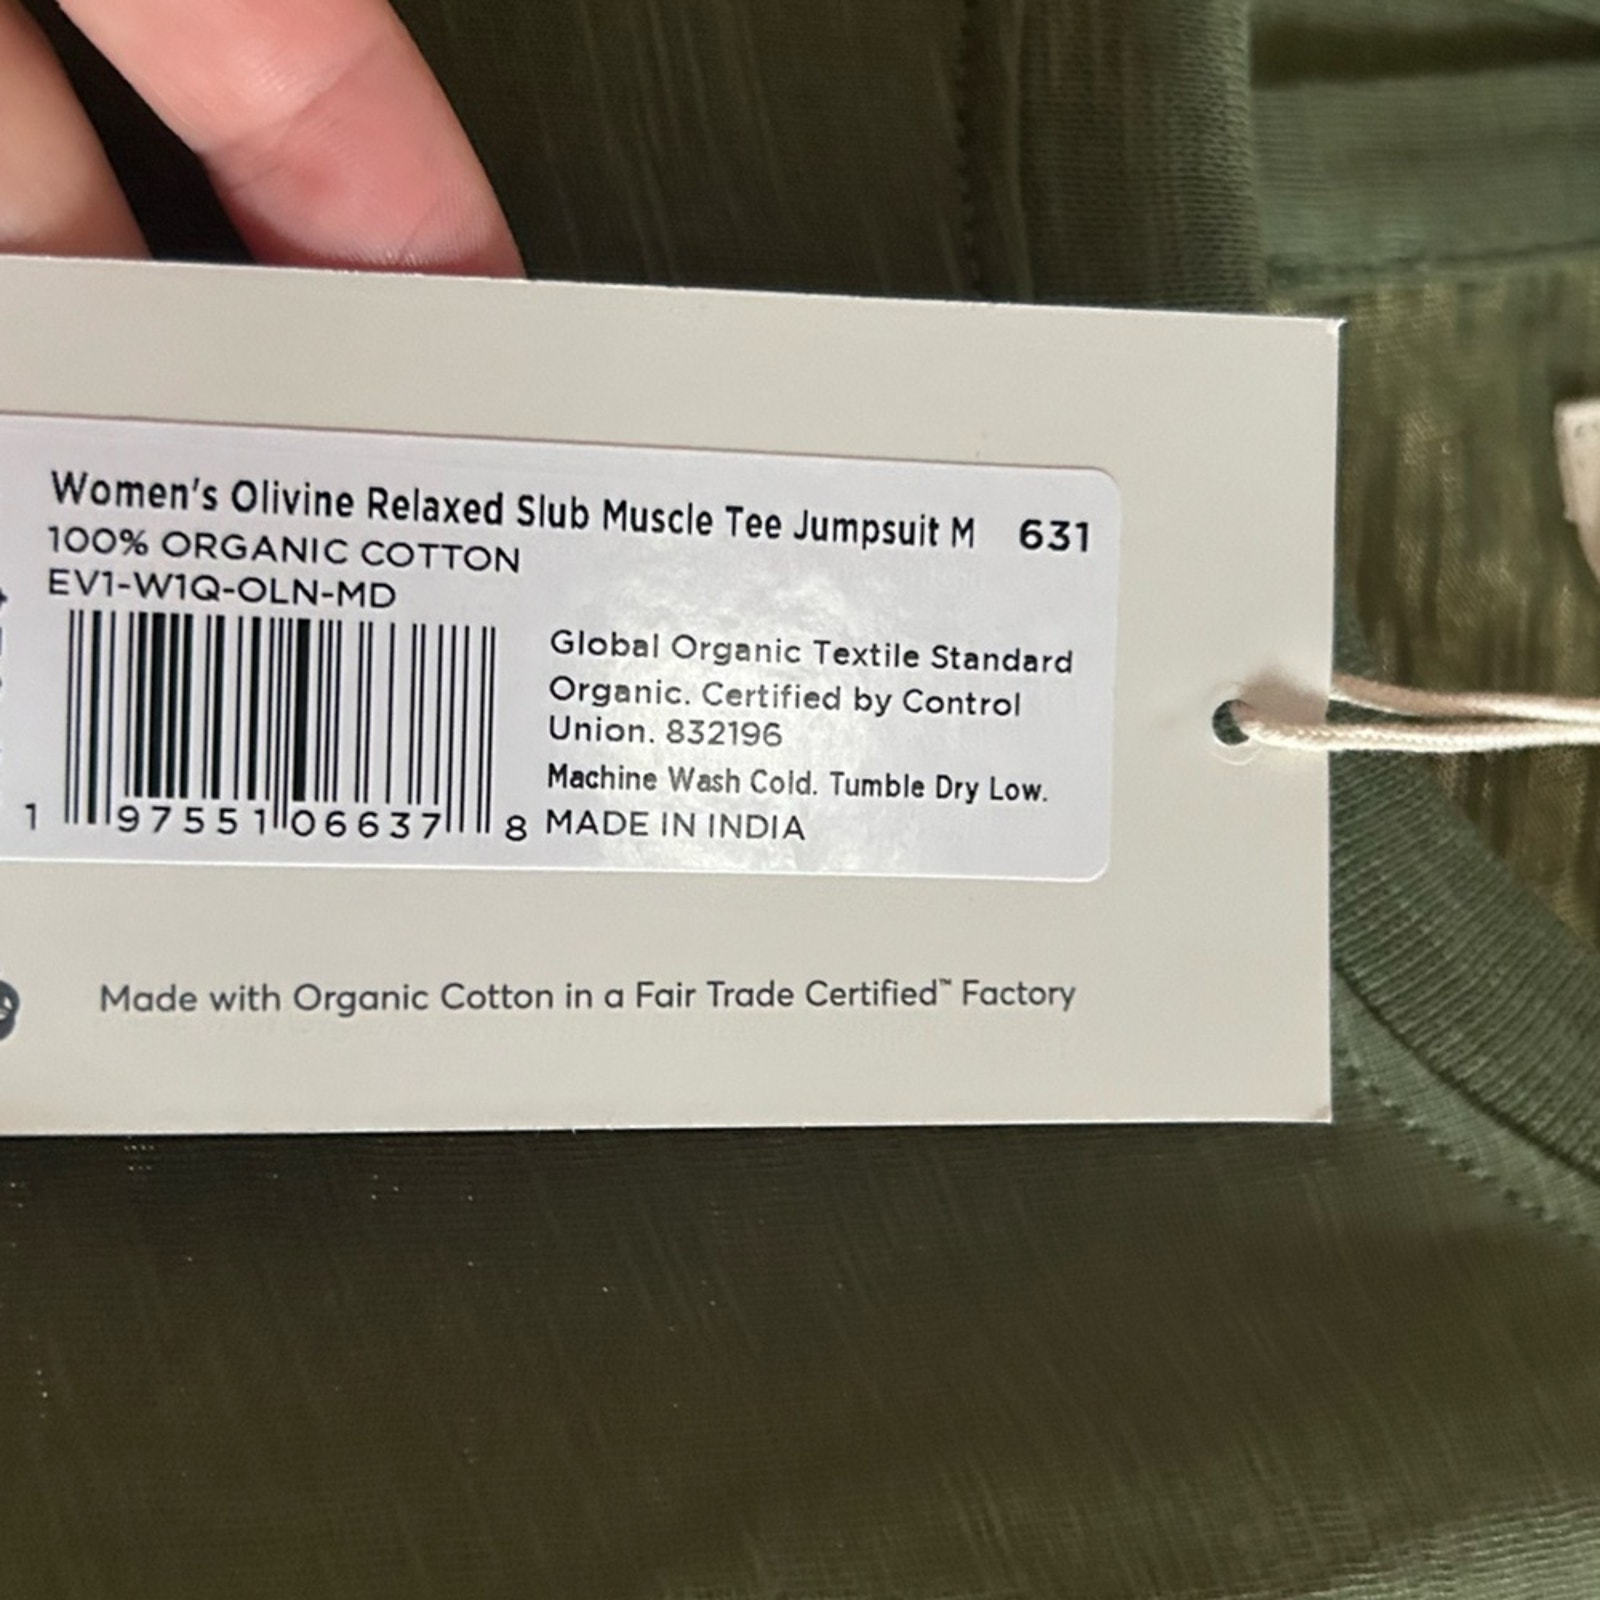 Women's Olivine Relaxed Slub Muscle Tee Jumpsuit M 631
100% ORGANIC COTTON
EV1-W1Q-OLN-MD
Global Organic Textile Standard
Organic. Certified by Control
Union. 832196
Machine Wash Cold. Tumble Dry Low.
1 97551 06637 8 MADE IN INDIA
Made with Organic Cotton in a Fair Trade Certified™ Factory